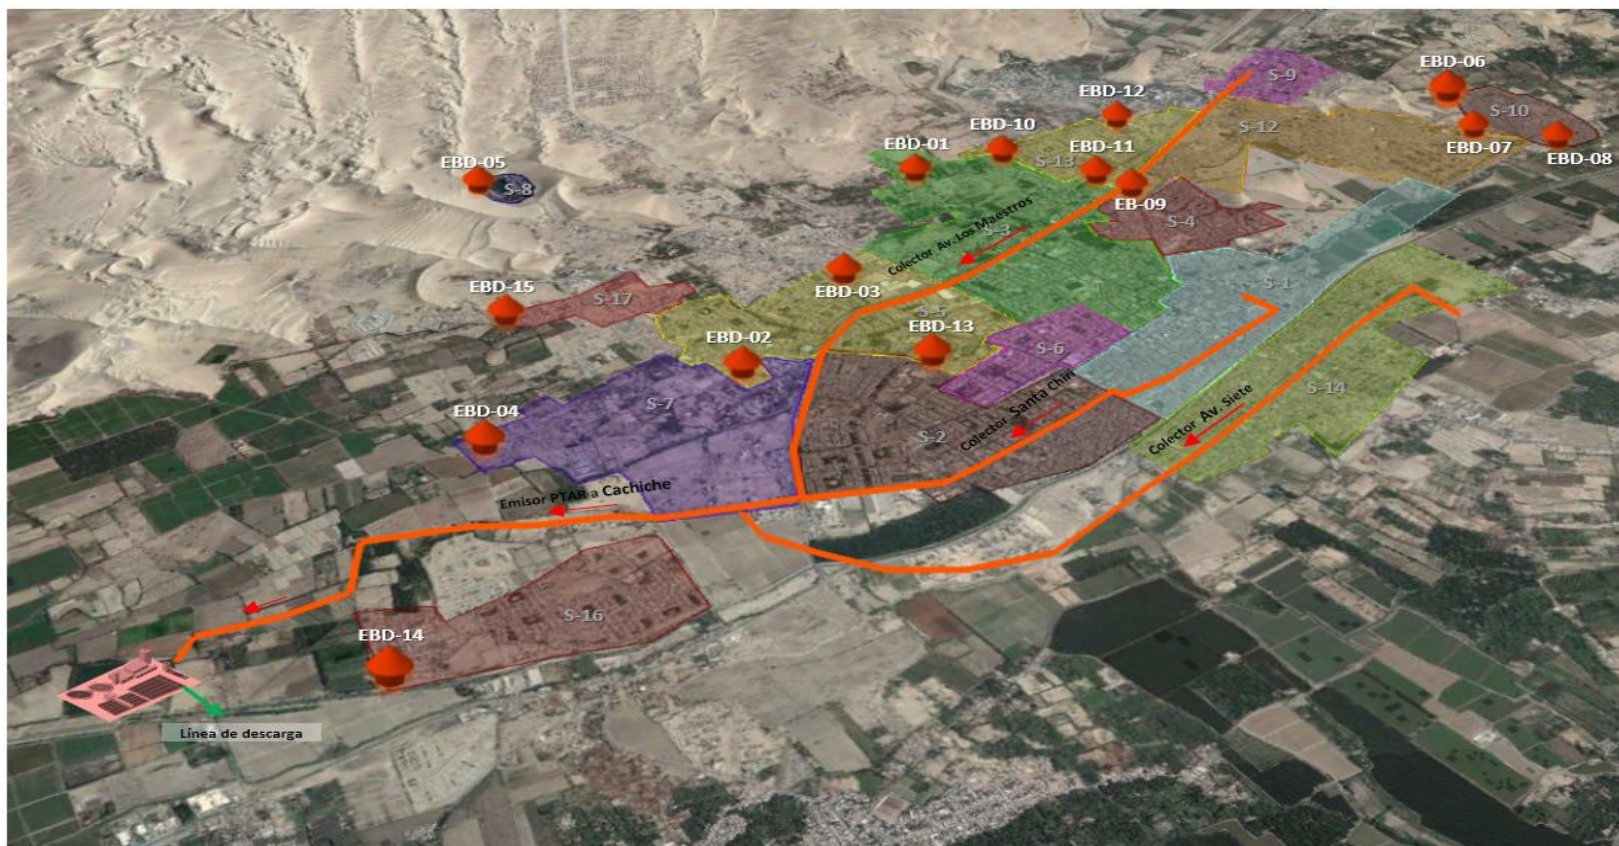 S-9
EBD-06
EBD-12
S-10
EBD-10
S-12
EBD-01
EBD-11
EBD-07
EBD-08
S-13
EBD-05
S-8
EB-09
S-4
Colector Av. Los Maestros
S-3
EBD-15
S-17
EBD-03
S-1
S-5
EBD-02
EBD-13
S-6
S-14
EBD-04
S-7
Colector Santa Chiri
Colector Av. Siete
S-2
Emisor PTAR a Cachiche
S-16
EBD-14
Línea de descarga